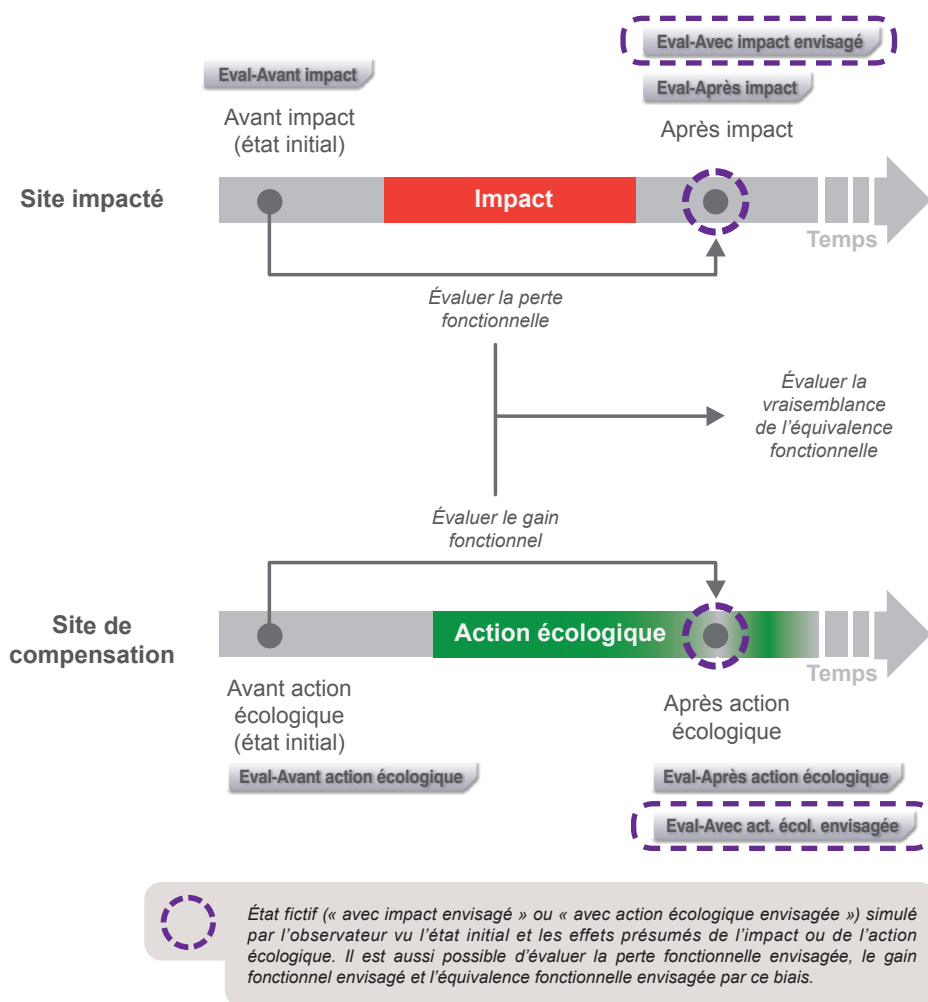 Eval-Avec impact envisagé
Eval-Avant impact
Eval-Après impact
Avant impact
(état initial)
Après impact
Site impacté
Impact
Temps
Évaluer la perte
fonctionnelle
Évaluer la
vraisemblance
de l’équivalence
fonctionnelle
Évaluer le gain
fonctionnel
Site de
compensation
Action écologique
Temps
Avant action
écologique
(état initial)
Après action
écologique
Eval-Avant action écologique
Eval-Après action écologique
Eval-Avec act. écol. envisagée
État fictif (« avec impact envisagé » ou « avec action écologique envisagée ») simulé
par l’observateur vu l’état initial et les effets présumés de l’impact ou de l’action
écologique. Il est aussi possible d’évaluer la perte fonctionnelle envisagée, le gain
fonctionnel envisagé et l’équivalence fonctionnelle envisagée par ce biais.